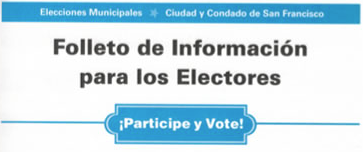 Elecciones Municipales ★ Ciudad y Condado de San Francisco
Folleto de Información
para los Electores
¡Participe y Vote!